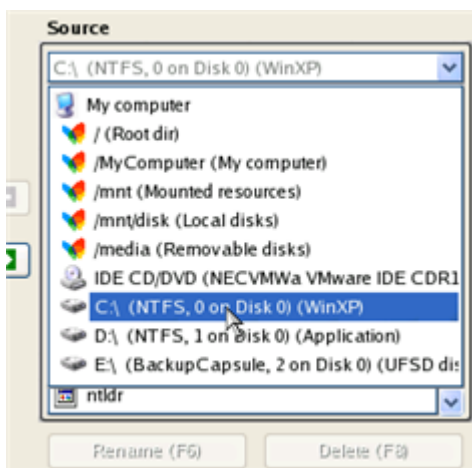 Source
C:\ (NTFS, 0 on Disk 0) (WinXP)
My computer
/ (Root dir)
/MyComputer (My computer)
/mnt (Mounted resources)
/mnt/disk (Local disks)
/media (Removable disks)
IDE CD/DVD (NECVMWa VMware IDE CDR1
C:\ (NTFS, 0 on Disk 0) (WinXP)
D:\ (NTFS, 1 on Disk 0) (Application)
E:\ (BackupCapsule, 2 on Disk 0) (UFSD dis
ntldr
Rename (F6) Delete (F8)